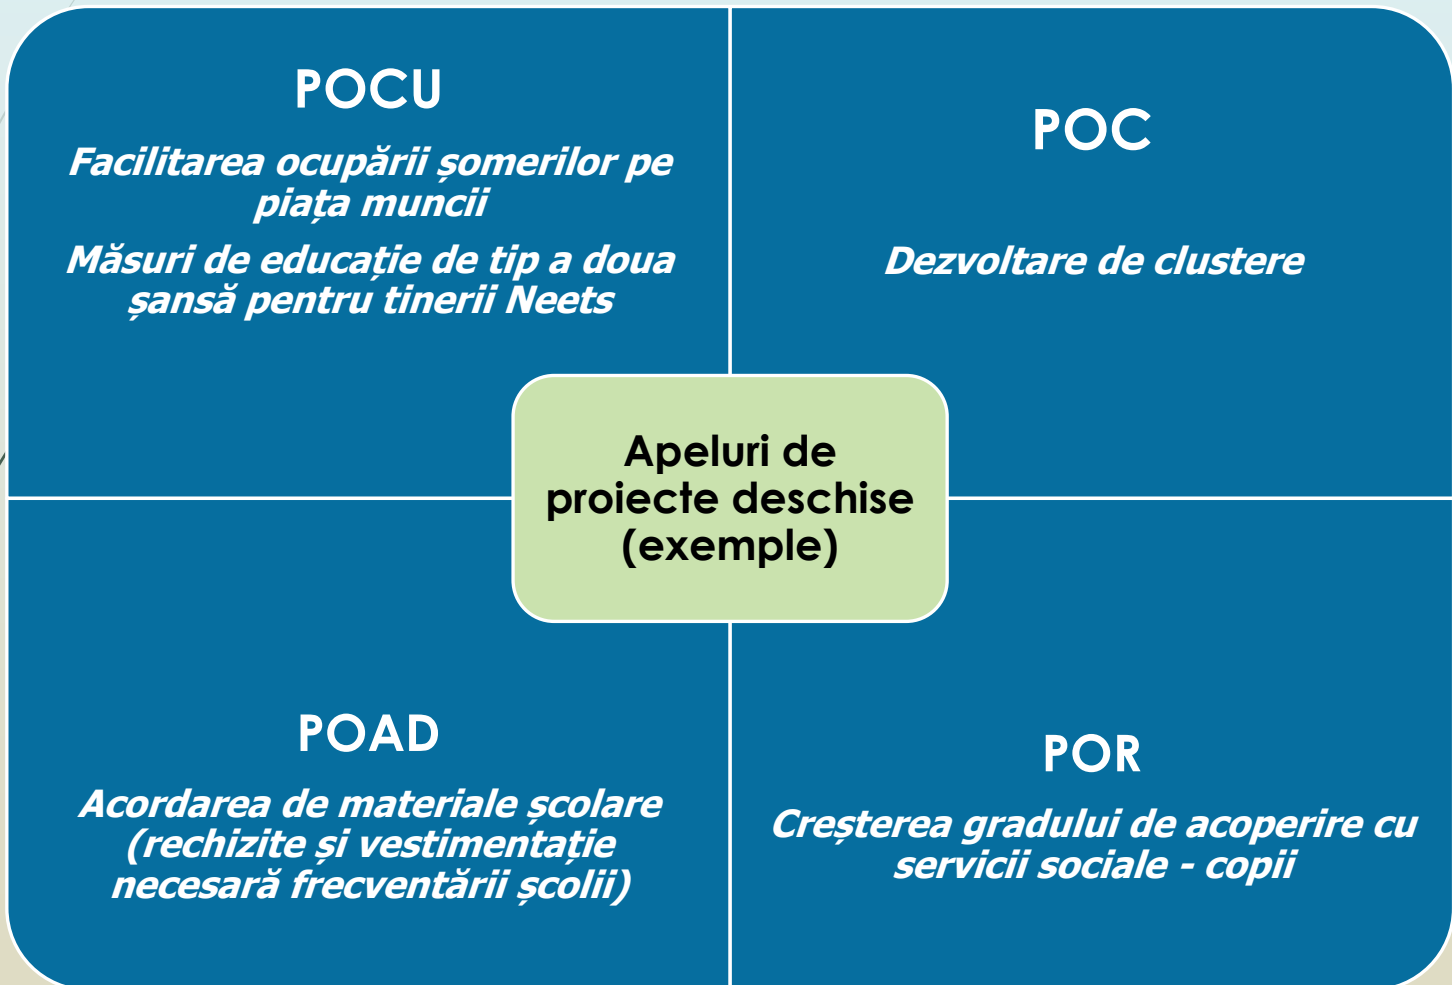 POCU
Facilitarea ocupării șomerilor pe
piața muncii
Măsuri de educație de tip a doua
șansă pentru tinerii Neets
POC
Dezvoltare de clustere
Apeluri de
proiecte deschise
(exemple)
POAD
Acordarea de materiale școlare
(rechizite și vestimentație
necesară frecventării școlii)
POR
Creșterea gradului de acoperire cu
servicii sociale - copii